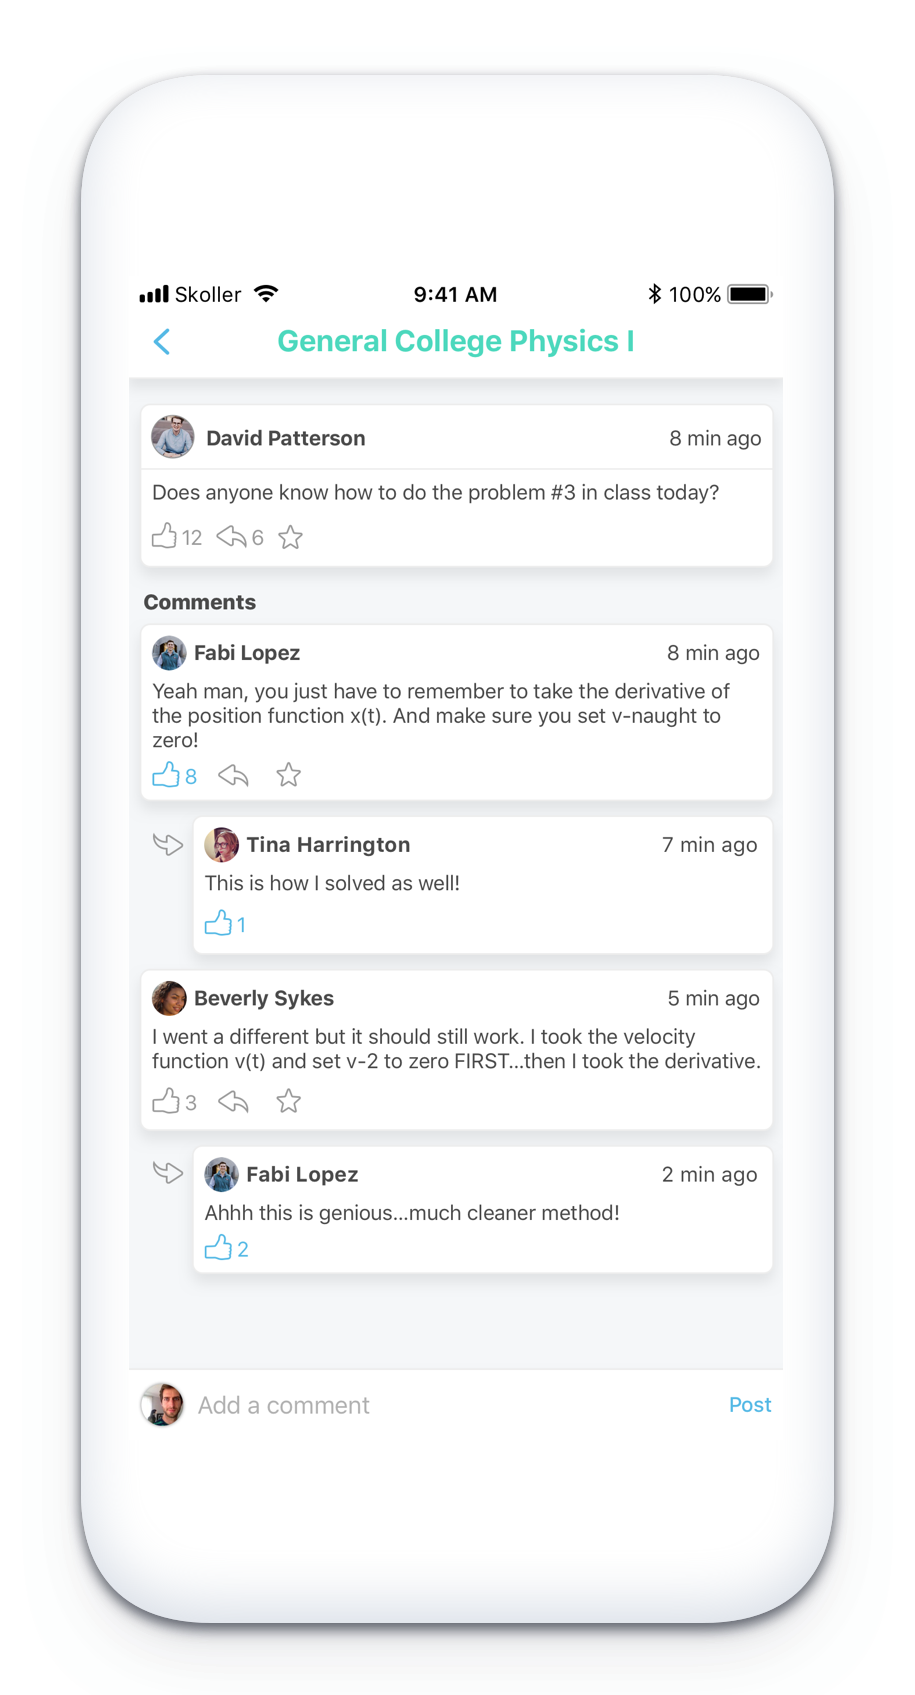 Skoller 9:41 AM 100%
General College Physics I
David Patterson 8 min ago
Does anyone know how to do the problem #3 in class today?
12 6
Comments
Fabi Lopez 8 min ago
Yeah man, you just have to remember to take the derivative of
the position function x(t). And make sure you set v-naught to
zero!
8
Tina Harrington 7 min ago
This is how I solved as well!
1
Beverly Sykes 5 min ago
I went a different but it should still work. I took the velocity
function v(t) and set v-2 to zero FIRST...then I took the derivative.
3
Fabi Lopez 2 min ago
Ahhh this is genious...much cleaner method!
2
Add a comment Post